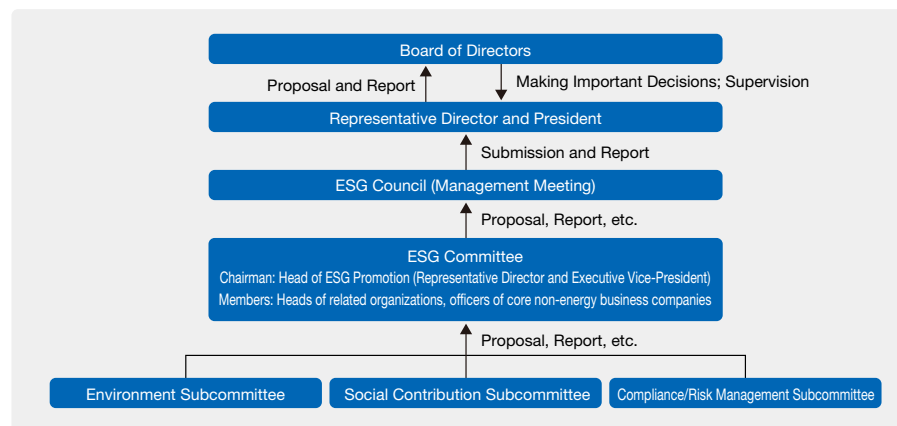 Board of Directors
Proposal and Report
Making Important Decisions; Supervision
Representative Director and President
Submission and Report
ESG Council (Management Meeting)
Proposal, Report, etc.
ESG Committee
Chairman: Head of ESG Promotion (Representative Director and Executive Vice-President)
Members: Heads of related organizations, officers of core non-energy business companies
Proposal, Report, etc.
Environment Subcommittee
Social Contribution Subcommittee
Compliance/Risk Management Subcommittee